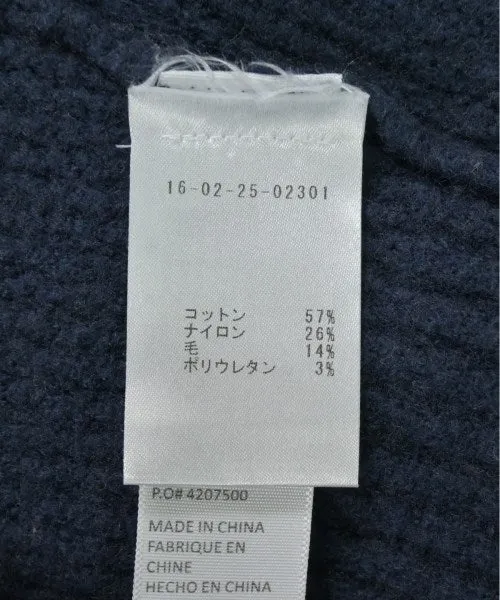 16-02-25-02301
コットン 57%
ナイロン 26%
毛 14%
ポリウレタン 3%
P.O# 4207500
MADE IN CHINA
FABRIQUE EN
CHINE
HECHO EN CHINA